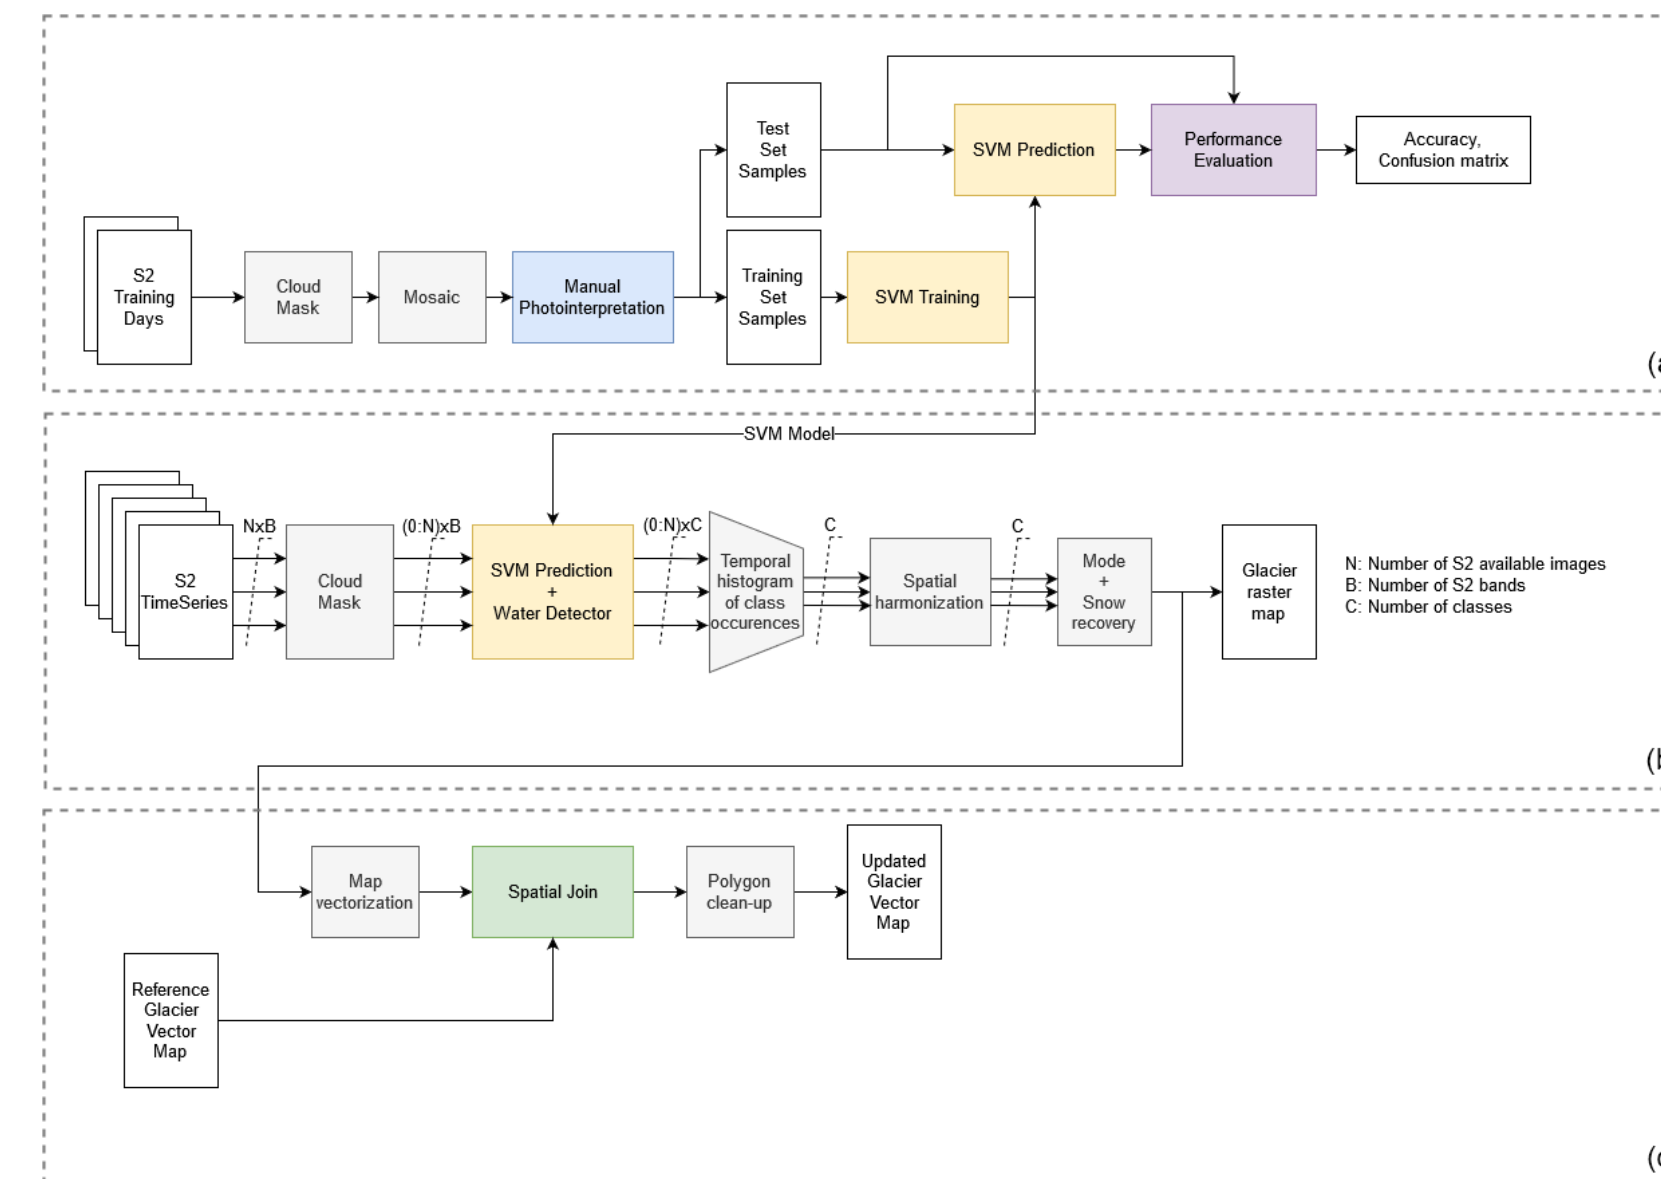 Test
Set
Samples
SVM Prediction
Performance
Evaluation
Accuracy,
Confusion matrix
S2
Training
Days
Cloud
Mask
Mosaic
Manual
Photointerpretation
Training
Set
Samples
SVM Training
(a
SVM Model
S2
TimeSeries
NxB
Cloud
Mask
(0:N)xB
SVM Prediction
+
Water Detector
(0:N)xC
Temporal
histogram
of class
occurences
C
Spatial
harmonization
C
Mode
+
Snow
recovery
Glacier
raster
map
N: Number of S2 available images
B: Number of S2 bands
C: Number of classes
(b
Map
vectorization
Spatial Join
Polygon
clean-up
Updated
Glacier
Vector
Map
Reference
Glacier
Vector
Map
(c